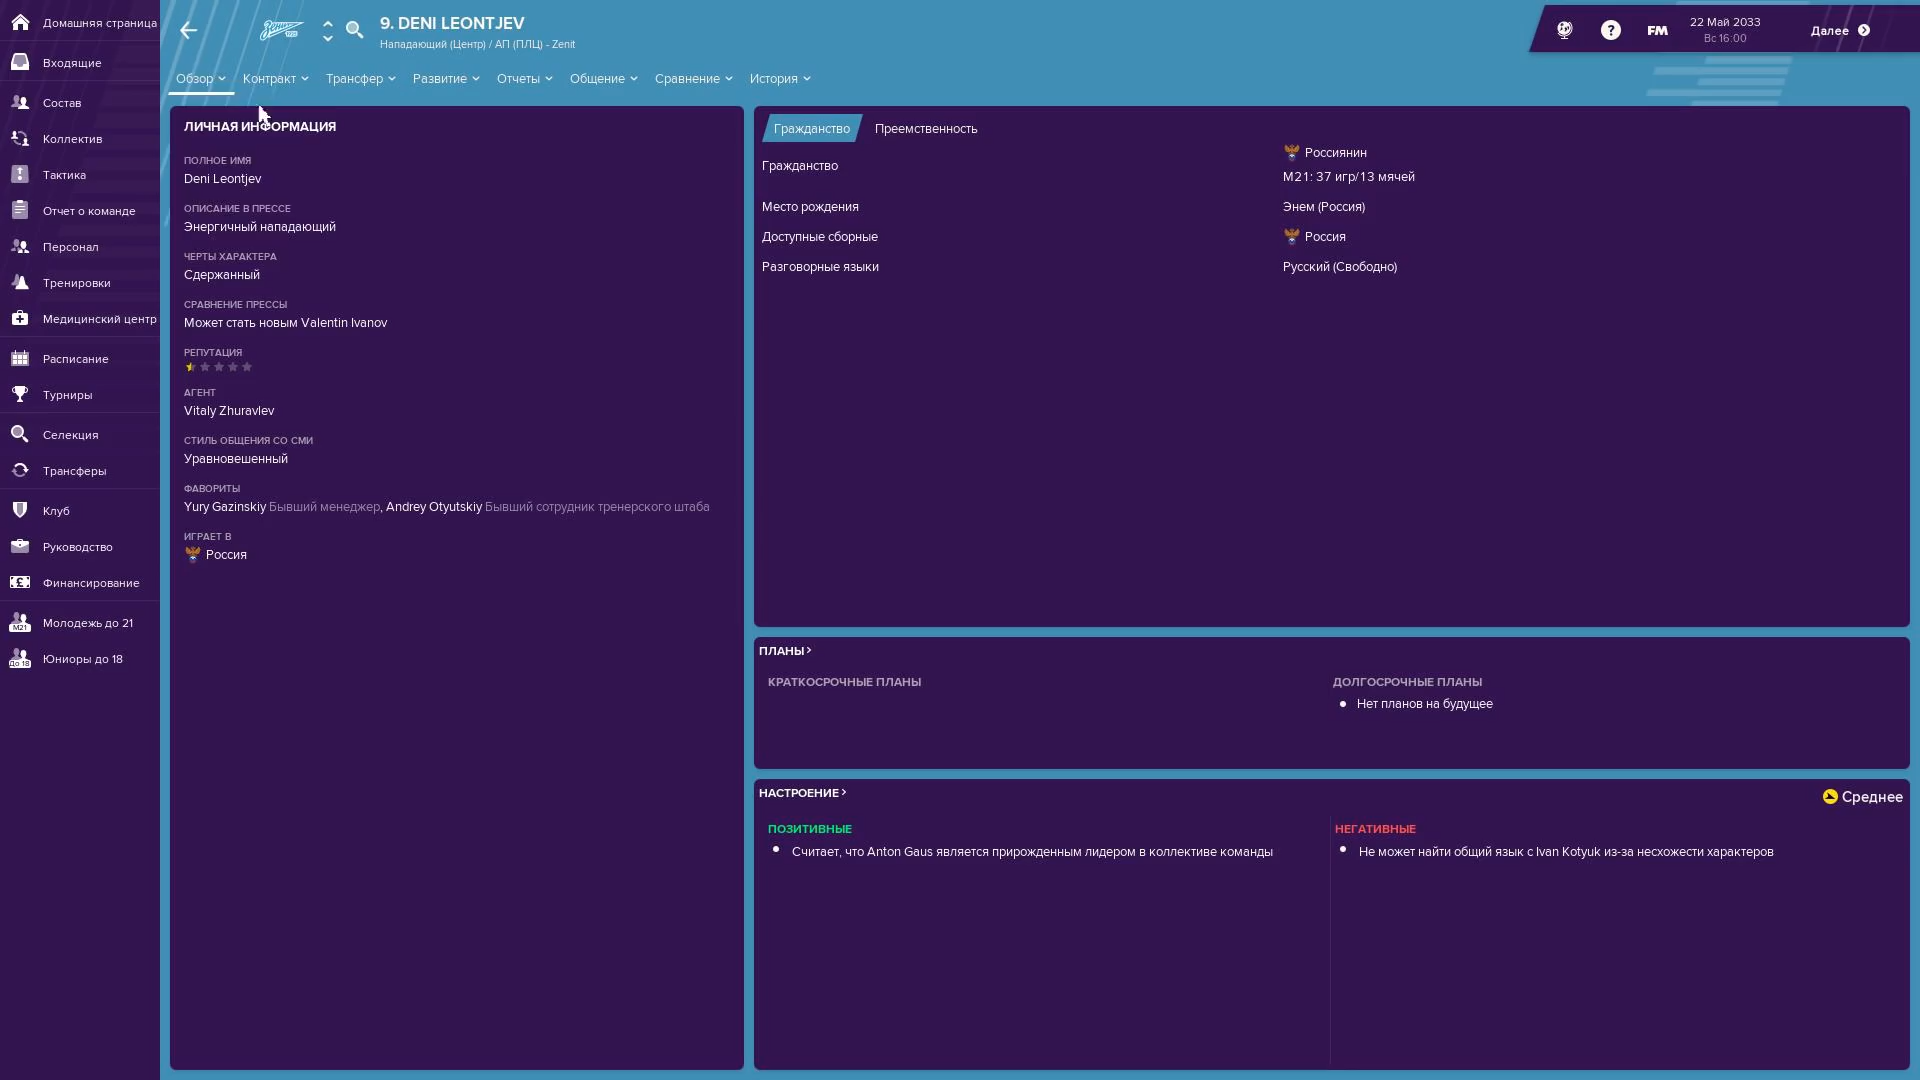 Домашняя страница
Входящие
Состав
Коллектив
Тактика
Отчет о команде
Персонал
Тренировки
Медицинский центр
Расписание
Турниры
Селекция
Трансферы
Клуб
Руководство
Финансирование
M21
Молодежь до 21
До 18
Юниоры до 18
9. DENI LEONTJEV
Нападающий (Центр) / АП (ПЛЦ) - Zenit
?
FM
22 Май 2033
Вс 16:00
Далее
Обзор Контракт Трансфер Развитие Отчеты Общение Сравнение История
ЛИЧНАЯ ИНФОРМАЦИЯ
ПОЛНОЕ ИМЯ
Deni Leontjev
ОПИСАНИЕ В ПРЕССЕ
Энергичный нападающий
ЧЕРТЫ ХАРАКТЕРА
Сдержанный
СРАВНЕНИЕ ПРЕССЫ
Может стать новым Valentin Ivanov
РЕПУТАЦИЯ
АГЕНТ
Vitaly Zhuravlev
СТИЛЬ ОБЩЕНИЯ СО СМИ
Уравновешенный
ФАВОРИТЫ
Yury Gazinskiy Бывший менеджер, Andrey Otyutskiy Бывший сотрудник тренерского штаба
ИГРАЕТ В
Россия
Гражданство Преемственность
Гражданство
Россиянин
M21: 37 игр/13 мячей
Место рождения Энем (Россия)
Доступные сборные Россия
Разговорные языки Русский (Свободно)
ПЛАНЫ >
КРАТКОСРОЧНЫЕ ПЛАНЫ
ДОЛГОСРОЧНЫЕ ПЛАНЫ
• Нет планов на будущее
НАСТРОЕНИЕ >
Среднее
ПОЗИТИВНЫЕ
• Считает, что Anton Gaus является прирожденным лидером в коллективе команды
НЕГАТИВНЫЕ
• Не может найти общий язык с Ivan Kotyuk из-за несхожести характеров